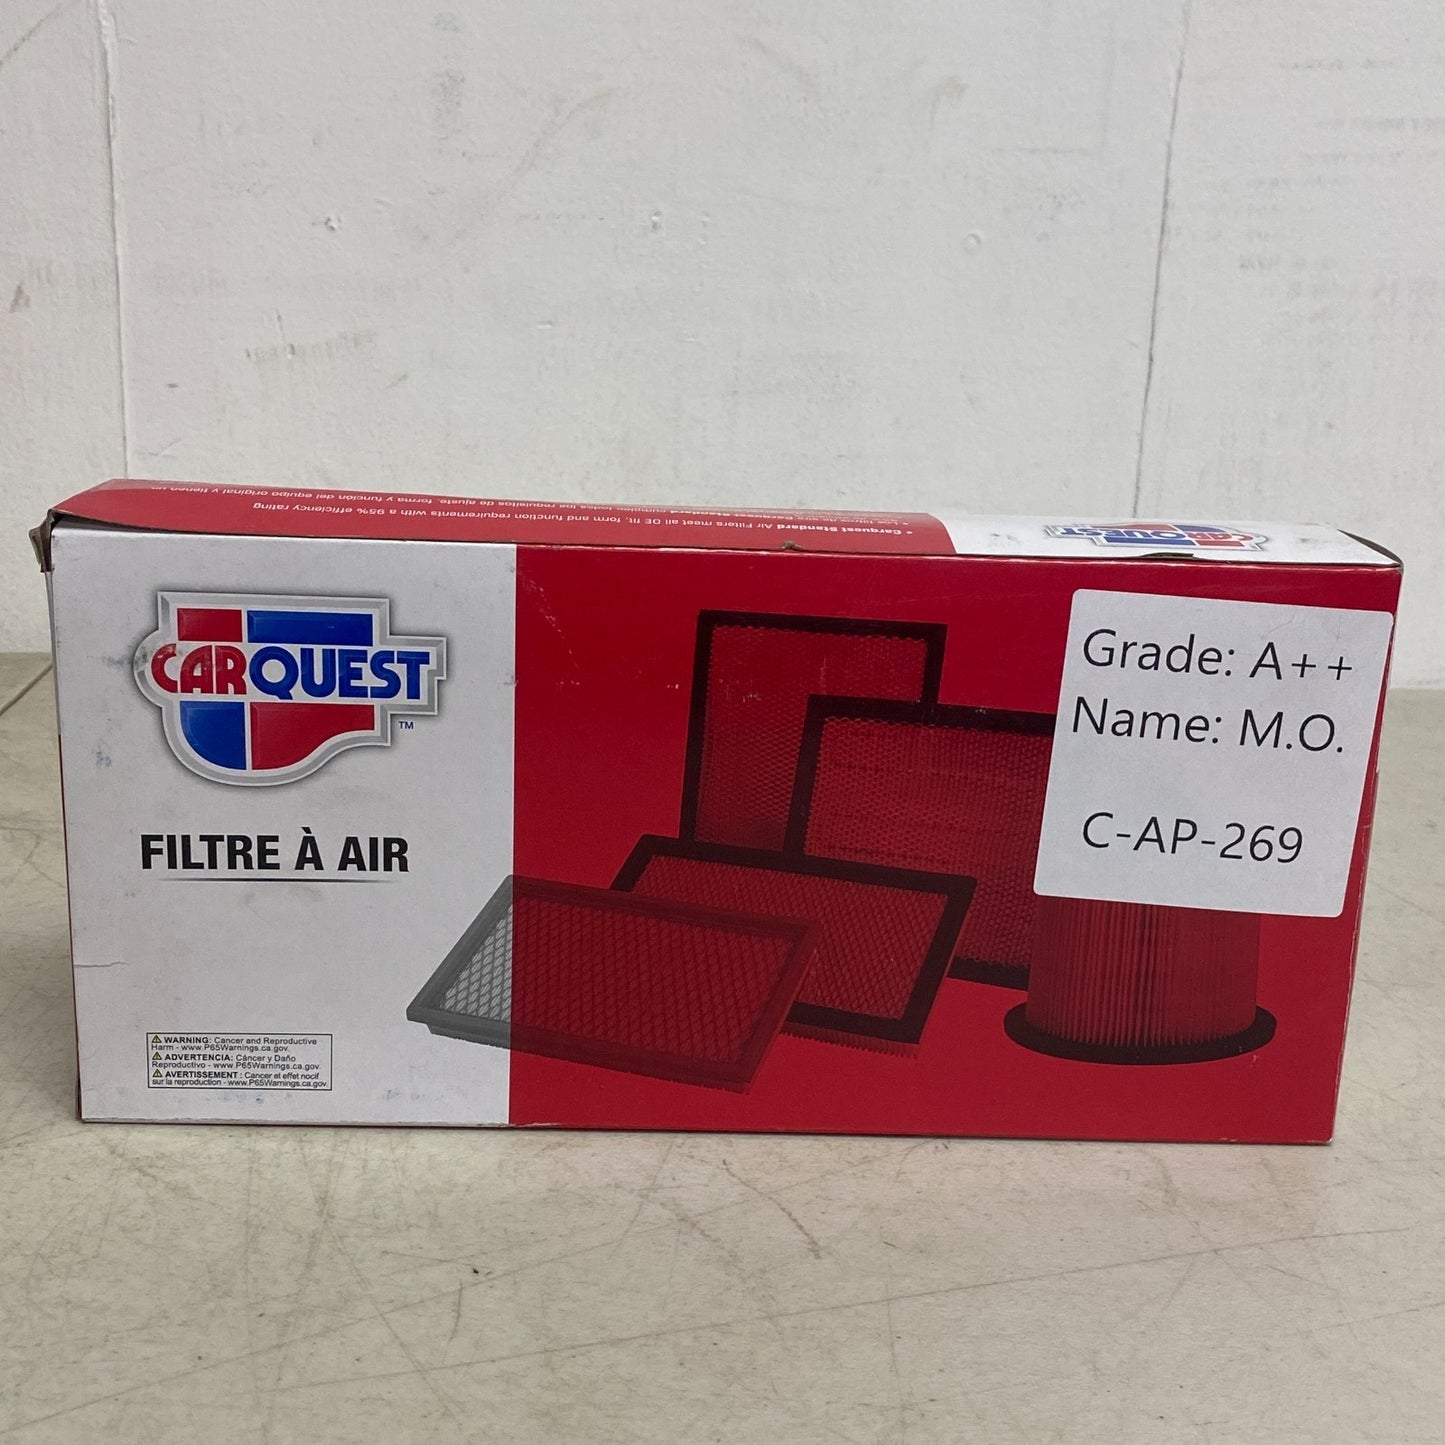 • Carquest Standard Air Filters meet all OE fit, form and function requirements with a 95% efficiency rating
CARQUEST
CARQUEST
TM
FILTRE À AIR
⚠ WARNING: Cancer and Reproductive
Harm - www.P65Warnings.ca.gov.
⚠ ADVERTENCIA: Cáncer y Daño
Reproductivo - www.P65Warnings.ca.gov.
⚠ AVERTISSEMENT : Cancer et effet nocif
sur la reproduction - www.P65Warnings.ca.gov.
Grade: A++
Name: M.O.
C-AP-269